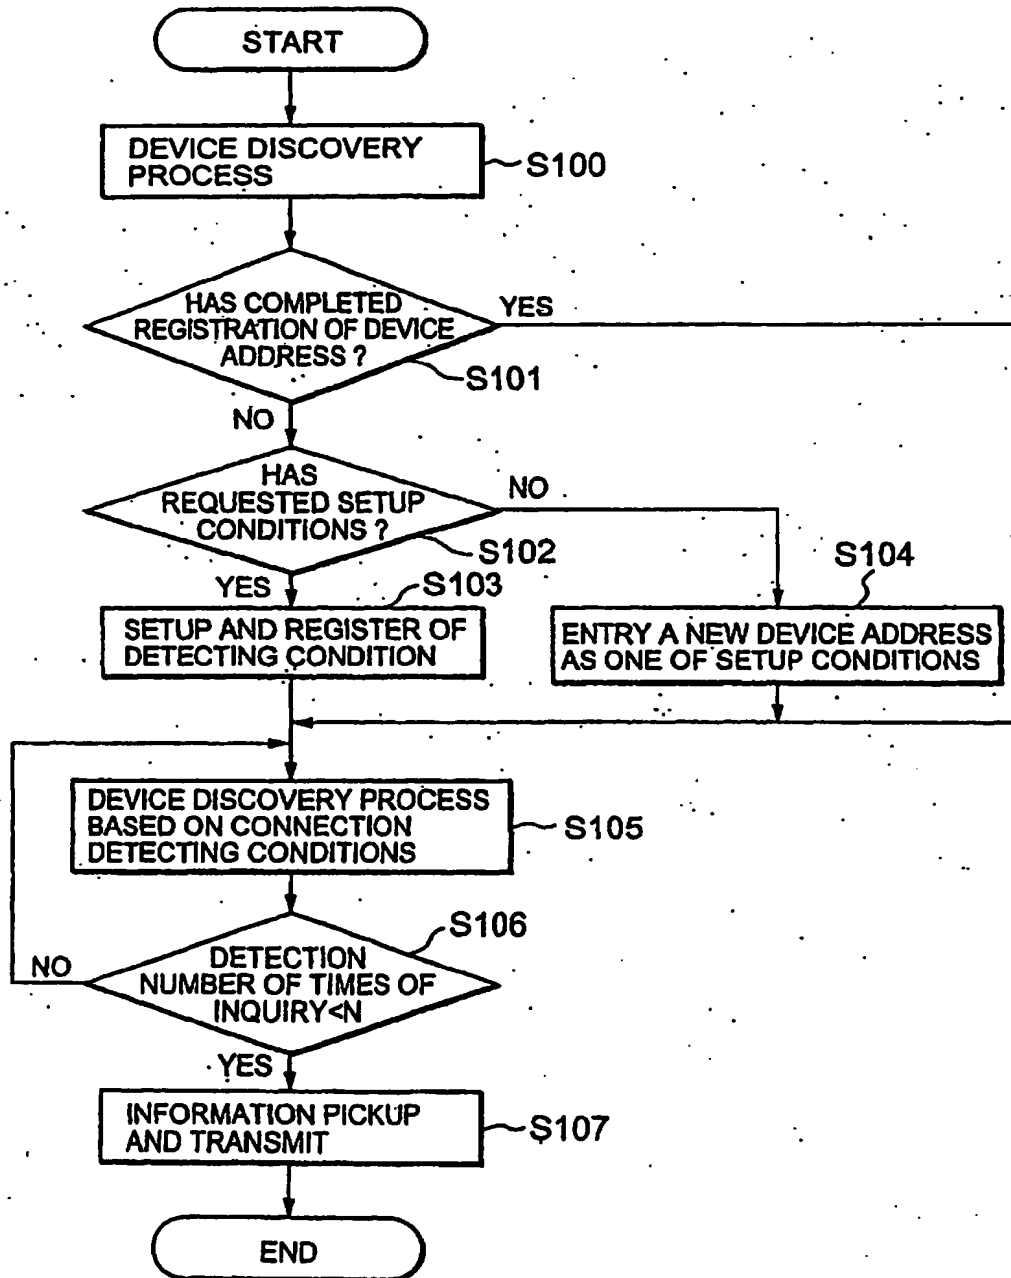 START
DEVICE DISCOVERY
PROCESS
S100
HAS COMPLETED
REGISTRATION OF DEVICE
ADDRESS ?
YES
S101
NO
HAS
REQUESTED SETUP
CONDITIONS ?
NO
S102
YES
S103
S104
SETUP AND REGISTER OF
DETECTING CONDITION
ENTRY A NEW DEVICE ADDRESS
AS ONE OF SETUP CONDITIONS
DEVICE DISCOVERY PROCESS
BASED ON CONNECTION
DETECTING CONDITIONS
S105
S106
DETECTION
NUMBER OF TIMES OF
INQUIRY<N
NO
YES
INFORMATION PICKUP
AND TRANSMIT
S107
END